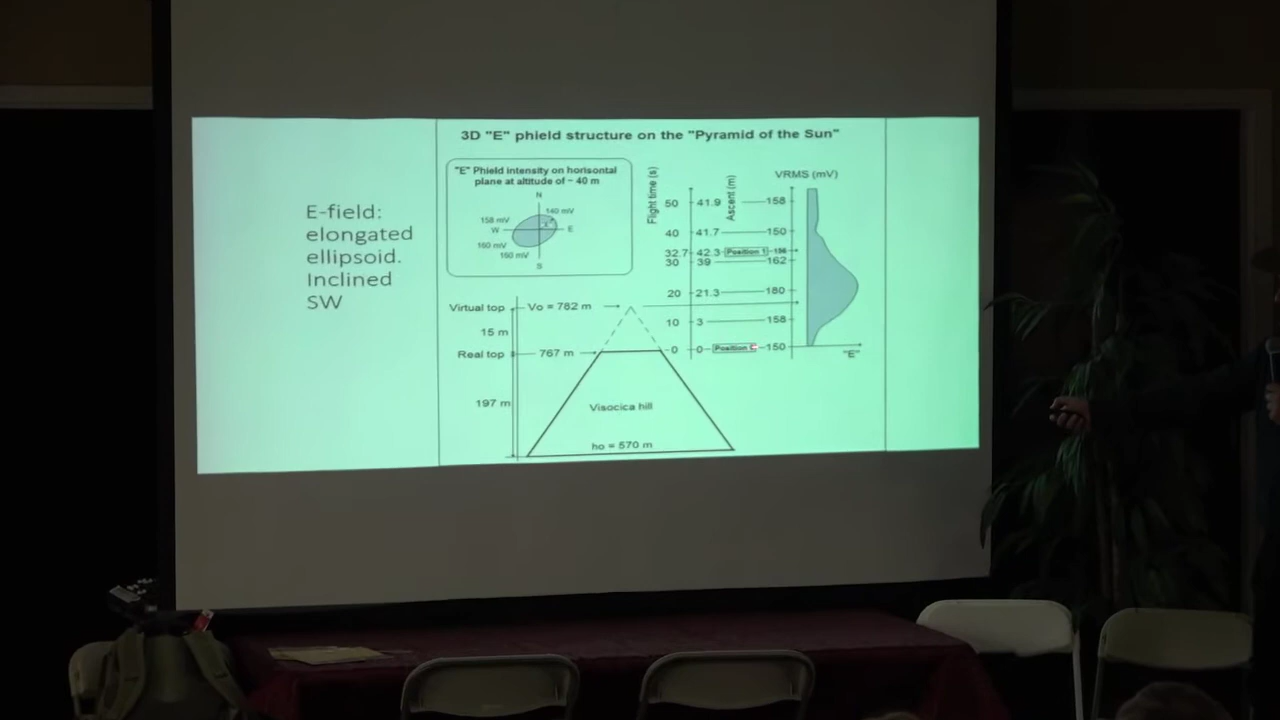 3D "E" phield structure on the "Pyramid of the Sun"
E-field:
elongated
ellipsoid.
Inclined
SW
"E" Phield intensity on horisontal
plane at altitude of ~ 40 m
N
140 mV
158 mV
W
E
160 mV
160 mV
S
Flight time (s)
Ascent (m)
VRMS (mV)
50 41.9 158
40 41.7 150
32.7 42.3 Position 1 156
30 39 162
20 21.3 180
10 3 158
0 0 Position C 150
"E"
Virtual top Vo = 782 m
15 m
Real top 767 m
197 m
Visocica hill
ho = 570 m